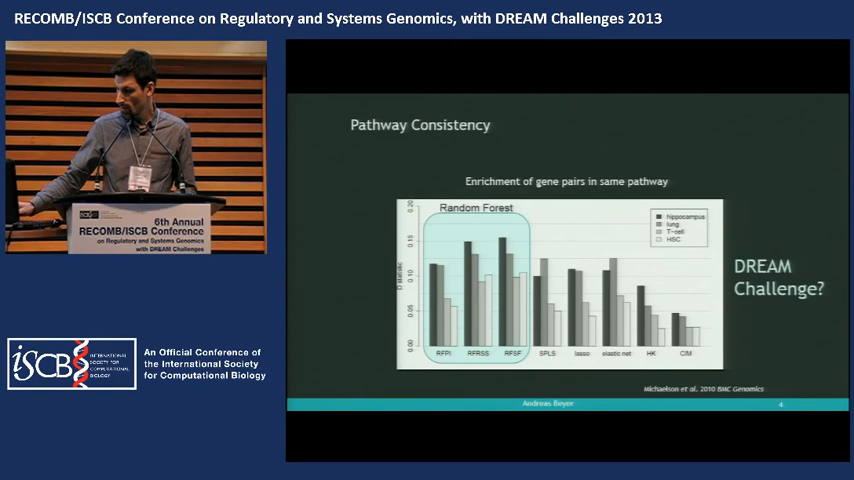 RECOMB/ISCB Conference on Regulatory and Systems Genomics, with DREAM Challenges 2013
6th Annual
RECOMB/ISCB Conference
on Regulatory and Systems Genomics
with DREAM Challenges
iSCB
INTERNATIONAL
SOCIETY FOR
COMPUTATIONAL
BIOLOGY
An Official Conference of
the International Society
for Computational Biology
Pathway Consistency
Enrichment of gene pairs in same pathway
Random Forest
hippocampus
lung
T-cell
HSC
D statistic
0.20
0.15
0.10
0.05
0.00
RFPI RFRSS RFSF SPLS lasso elastic net HK CIM
DREAM
Challenge?
Michaelson et al. 2010 BMC Genomics
Andreas Beyer
4